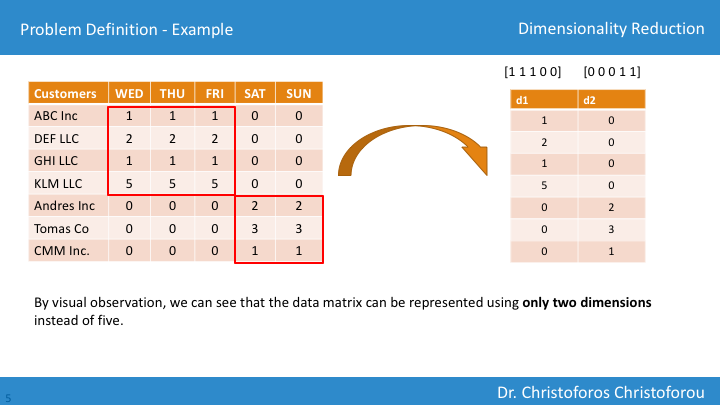 Problem Definition - Example
Dimensionality Reduction
[1 1 1 0 0] [0 0 0 1 1]
Customers WED THU FRI SAT SUN
ABC Inc 1 1 1 0 0
DEF LLC 2 2 2 0 0
GHI LLC 1 1 1 0 0
KLM LLC 5 5 5 0 0
Andres Inc 0 0 0 2 2
Tomas Co 0 0 0 3 3
CMM Inc. 0 0 0 1 1
d1 d2
1 0
2 0
1 0
5 0
0 2
0 3
0 1
By visual observation, we can see that the data matrix can be represented using only two dimensions
instead of five.
5
Dr. Christoforos Christoforou